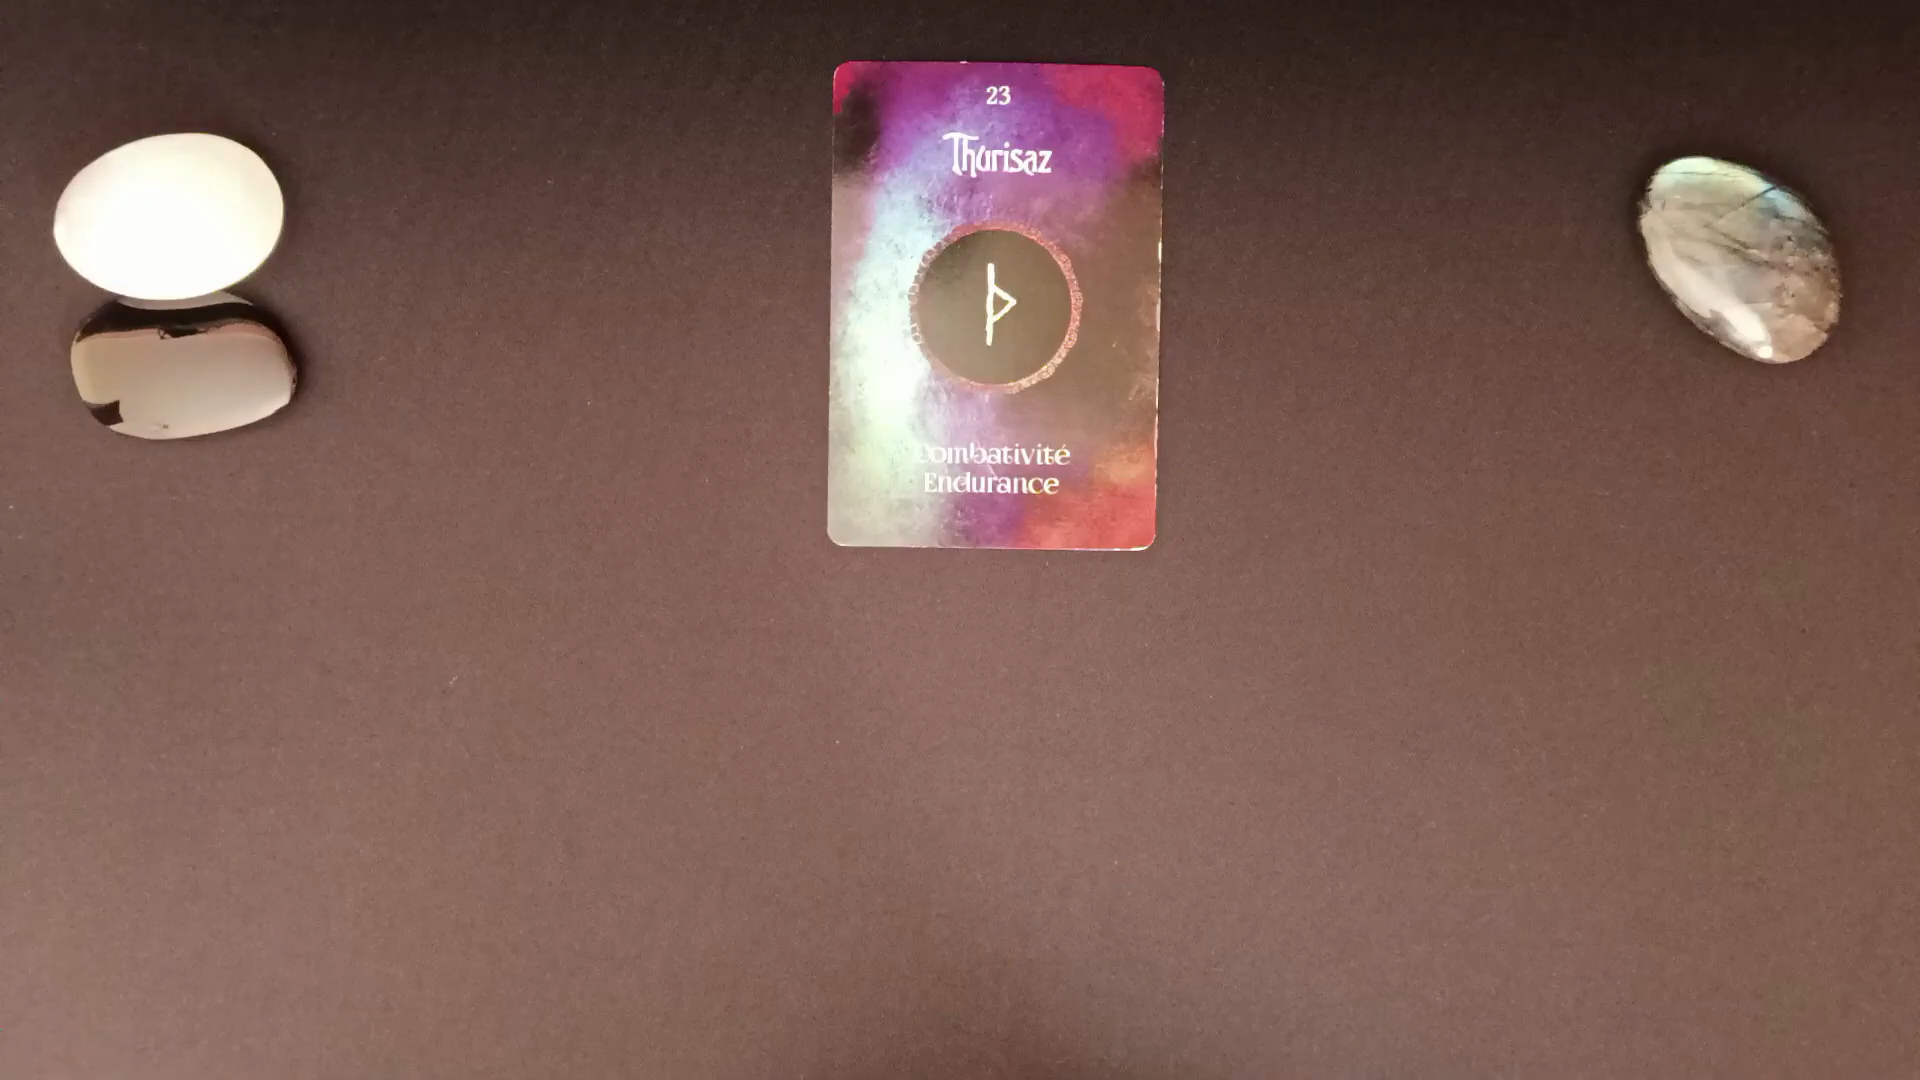 23
Thurisaz
ᚦ
Combativité
Endurance